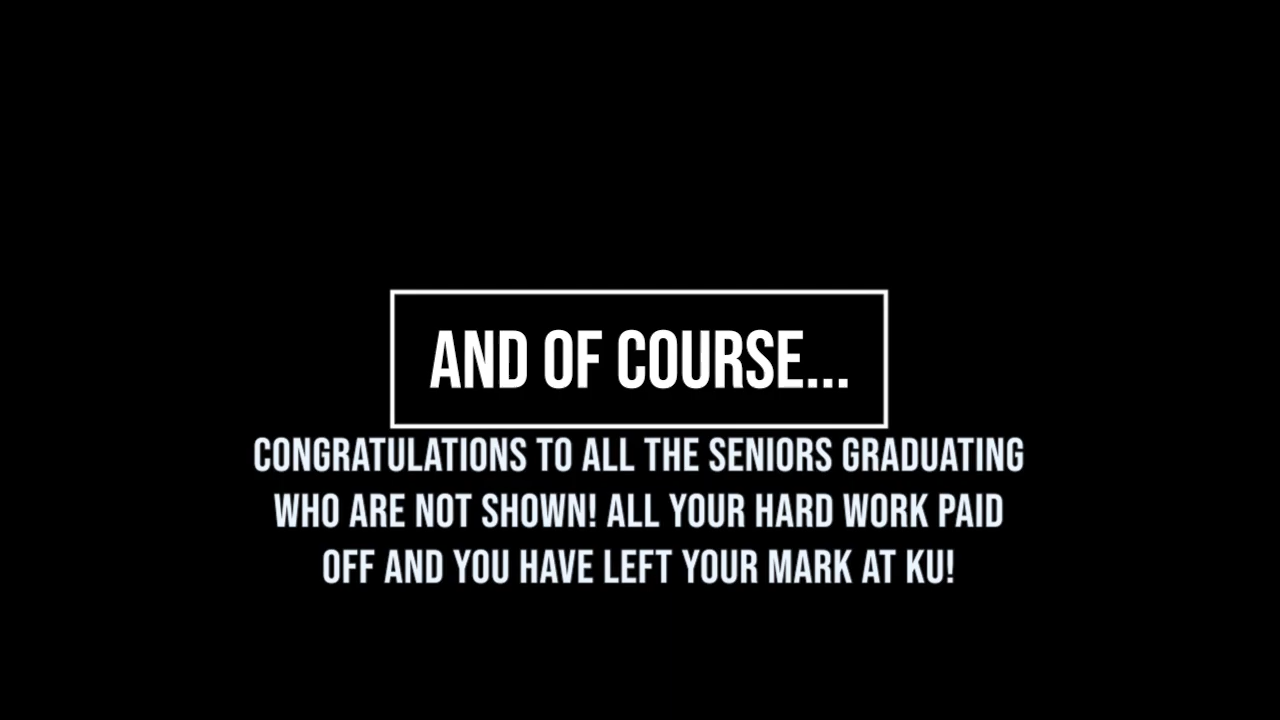 AND OF COURSE...
CONGRATULATIONS TO ALL THE SENIORS GRADUATING
WHO ARE NOT SHOWN! ALL YOUR HARD WORK PAID
OFF AND YOU HAVE LEFT YOUR MARK AT KU!